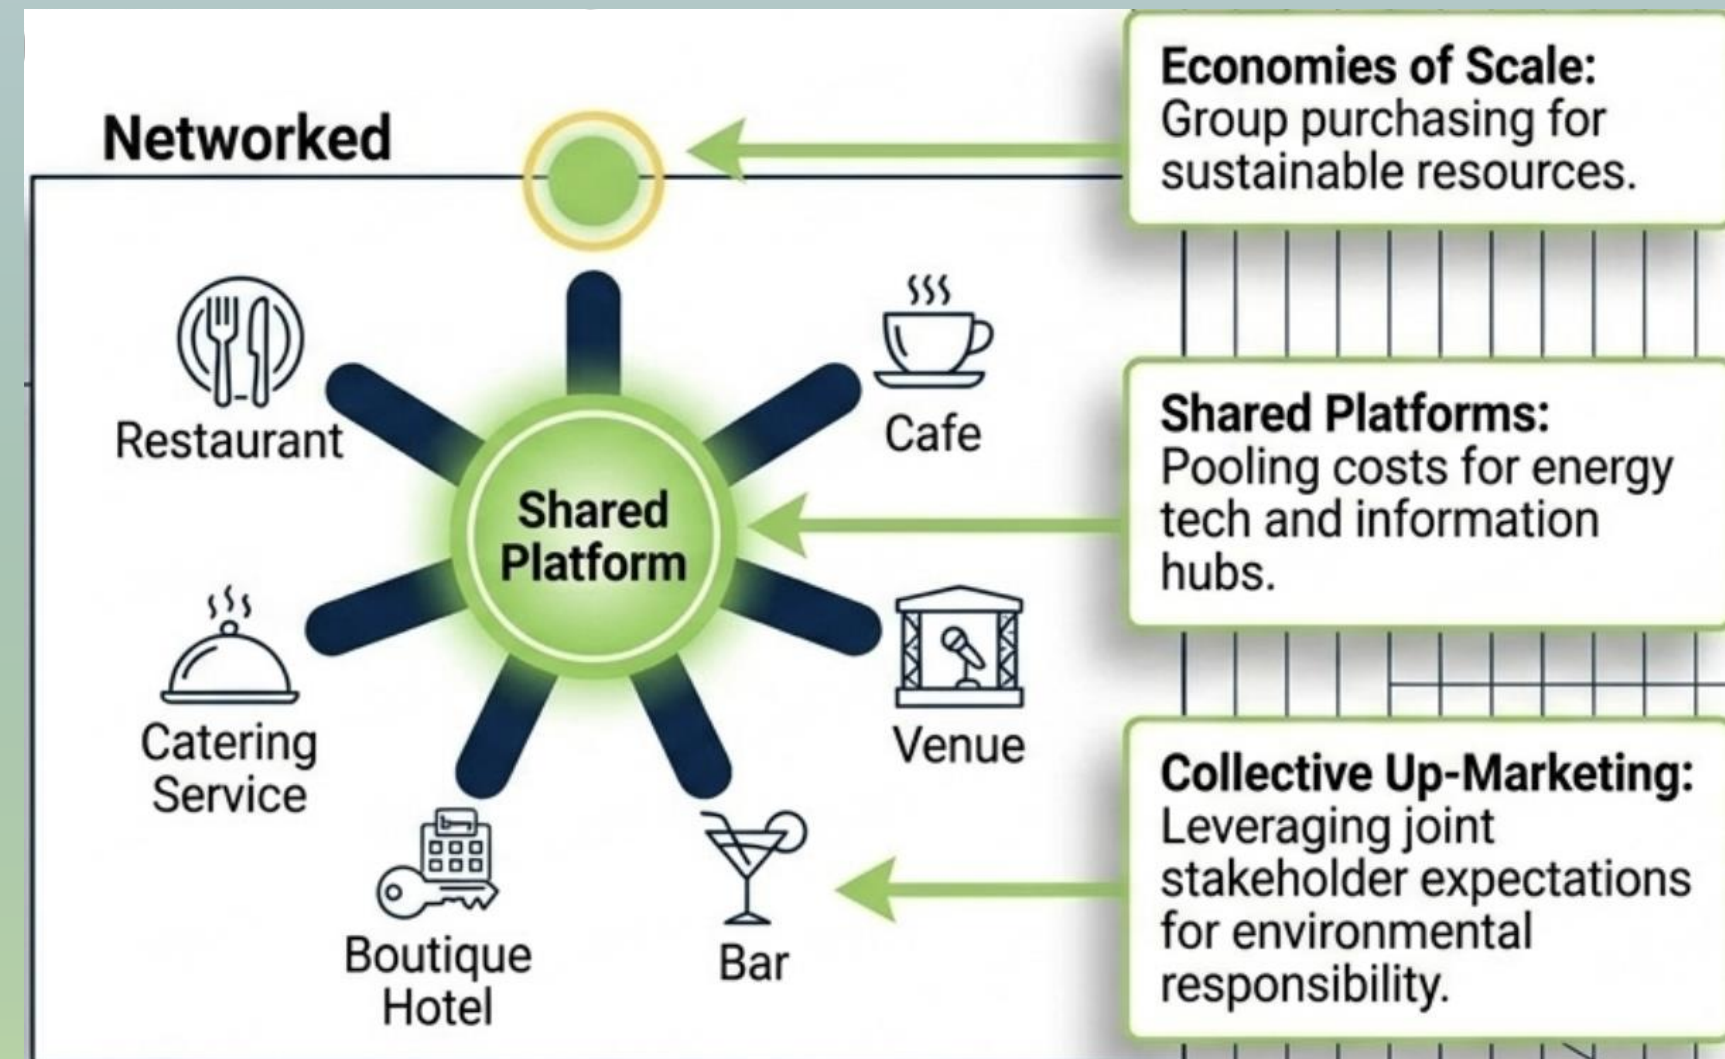 Networked
Restaurant
Cafe
Shared
Platform
Catering
Service
Venue
Boutique
Hotel
Bar
Economies of Scale:
Group purchasing for
sustainable resources.
Shared Platforms:
Pooling costs for energy
tech and information
hubs.
Collective Up-Marketing:
Leveraging joint
stakeholder expectations
for environmental
responsibility.